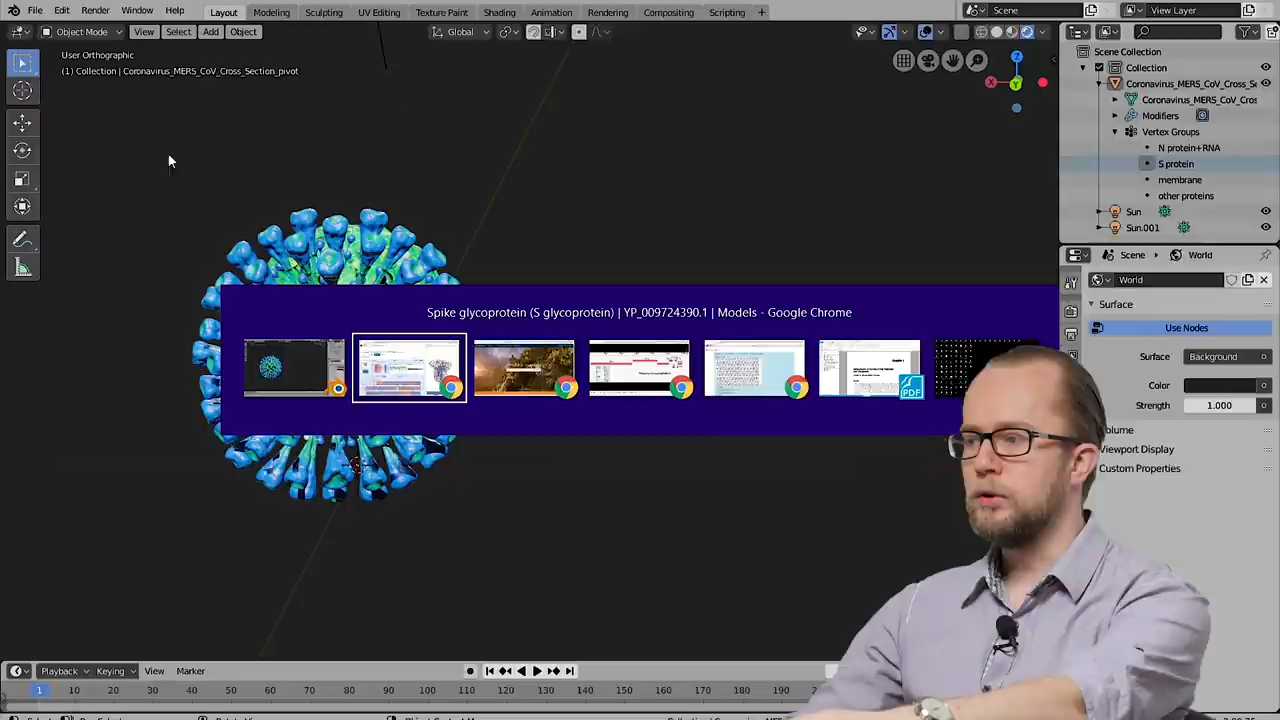 File Edit Render Window Help
Layout Modeling Sculpting UV Editing Texture Paint Shading Animation Rendering Compositing Scripting +
Scene
View Layer
Object Mode View Select Add Object
Global
User Orthographic
(1) Collection | Coronavirus_MERS_CoV_Cross_Section_pivot
Z
X
Y
Scene Collection
Collection
Coronavirus_MERS_CoV_Cross_Se
Coronavirus_MERS_CoV_Cros
Modifiers
Vertex Groups
N protein+RNA
S protein
membrane
other proteins
Sun
Sun.001
Scene World
World
Surface
Use Nodes
Surface Background
Color
Strength 1.000
Volume
Viewport Display
Custom Properties
Spike glycoprotein (S glycoprotein) | YP_009724390.1 | Models - Google Chrome
PDF
Playback Keying View Marker
1 10 20 30 40 50 60 70 80 90 100 110 120 130 140 150 160 170 180 190